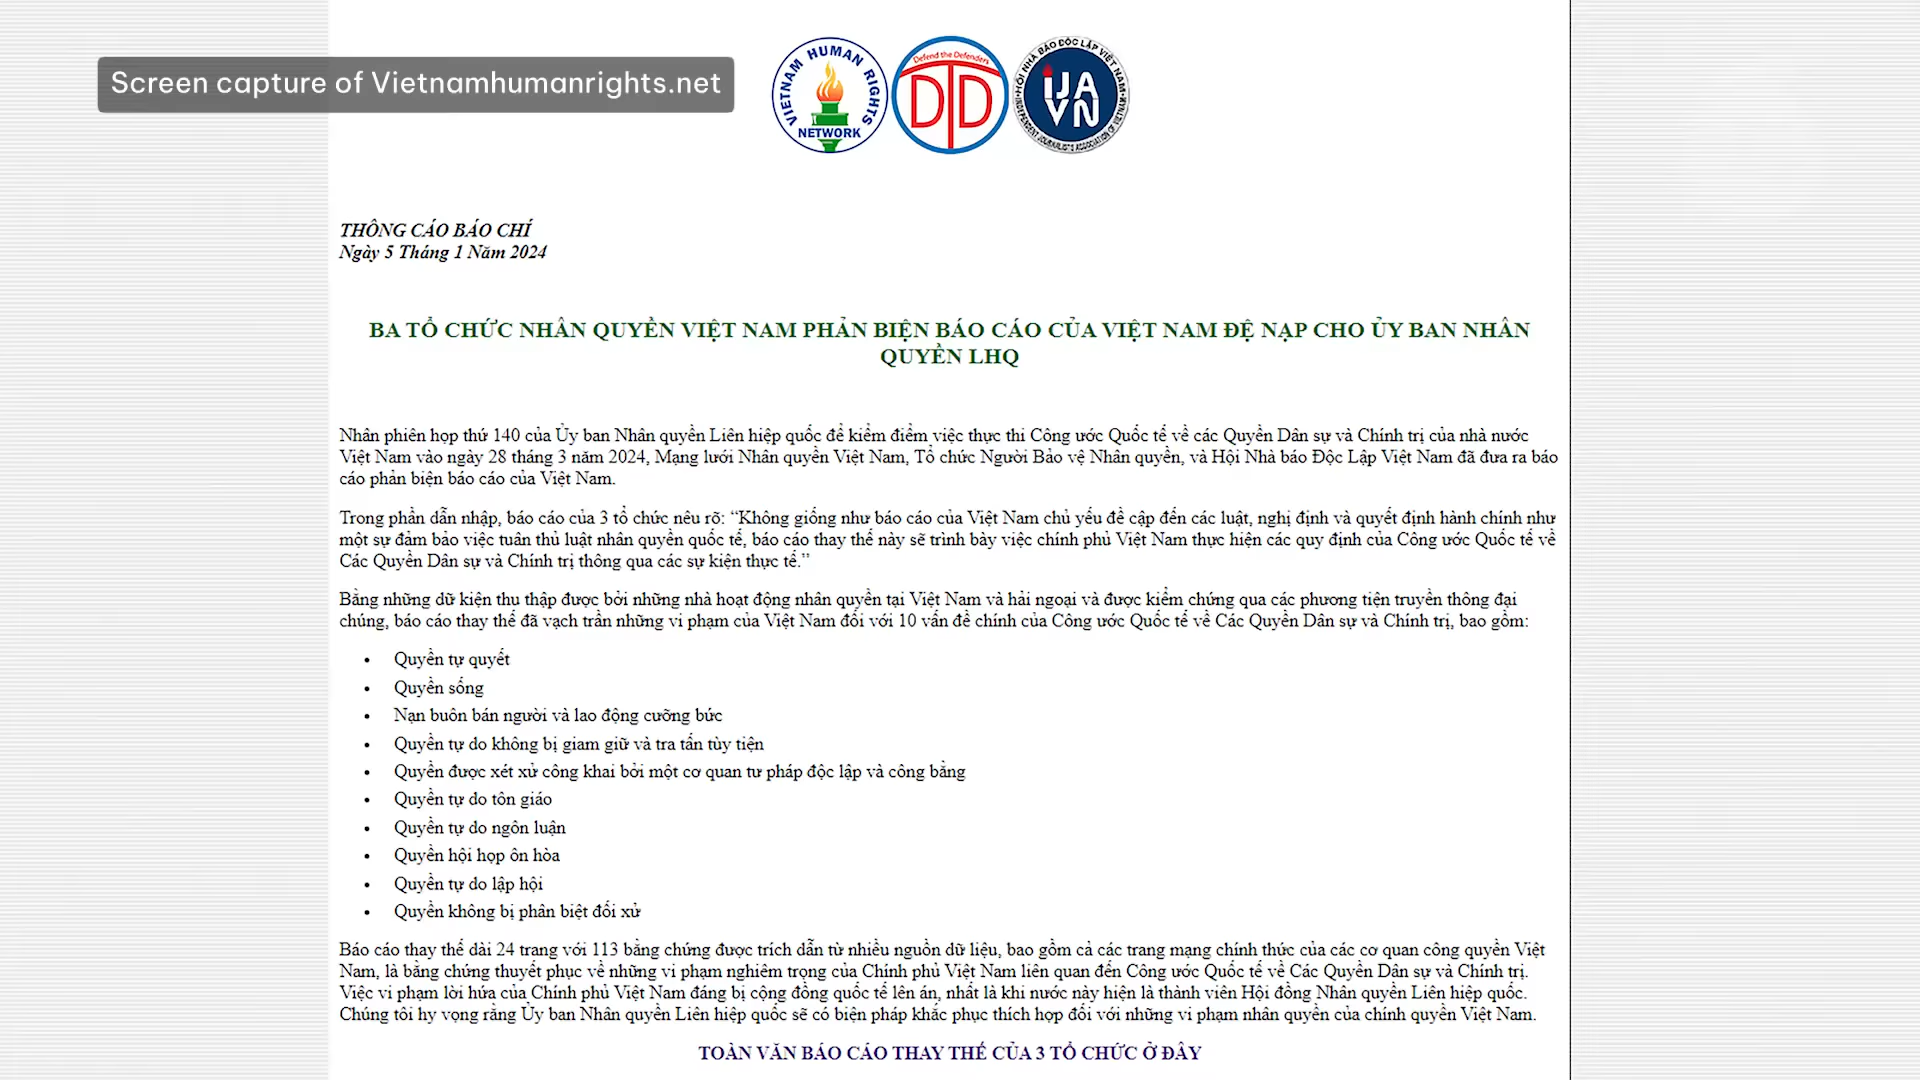 Screen capture of Vietnamhumanrights.net
VIETNAM HUMAN RIGHTS
NETWORK
Defend the Defenders
DTD
HỘI NHÀ BÁO ĐỘC LẬP VIỆT NAM
IJA
VN
INDEPENDENT JOURNALISTS ASSOCIATION OF VIETNAM
THÔNG CÁO BÁO CHÍ
Ngày 5 Tháng 1 Năm 2024
BA TỔ CHỨC NHÂN QUYỀN VIỆT NAM PHẢN BIỆN BÁO CÁO CỦA VIỆT NAM ĐỆ NẠP CHO ỦY BAN NHÂN
QUYỀN LHQ
Nhân phiên họp thứ 140 của Ủy ban Nhân quyền Liên hiệp quốc để kiểm điểm việc thực thi Công ước Quốc tế về các Quyền Dân sự và Chính trị của nhà nước
Việt Nam vào ngày 28 tháng 3 năm 2024, Mạng lưới Nhân quyền Việt Nam, Tổ chức Người Bảo vệ Nhân quyền, và Hội Nhà báo Độc Lập Việt Nam đã đưa ra báo
cáo phản biện báo cáo của Việt Nam.
Trong phần dẫn nhập, báo cáo của 3 tổ chức nêu rõ: “Không giống như báo cáo của Việt Nam chủ yếu đề cập đến các luật, nghị định và quyết định hành chính như
một sự đảm bảo việc tuân thủ luật nhân quyền quốc tế, báo cáo thay thế này sẽ trình bày việc chính phủ Việt Nam thực hiện các quy định của Công ước Quốc tế về
Các Quyền Dân sự và Chính trị thông qua các sự kiện thực tế.”
Bằng những dữ kiện thu thập được bởi những nhà hoạt động nhân quyền tại Việt Nam và hải ngoại và được kiểm chứng qua các phương tiện truyền thông đại
chúng, báo cáo thay thế đã vạch trần những vi phạm của Việt Nam đối với 10 vấn đề chính của Công ước Quốc tế về Các Quyền Dân sự và Chính trị, bao gồm:
• Quyền tự quyết
• Quyền sống
• Nạn buôn bán người và lao động cưỡng bức
• Quyền tự do không bị giam giữ và tra tấn tùy tiện
• Quyền được xét xử công khai bởi một cơ quan tư pháp độc lập và công bằng
• Quyền tự do tôn giáo
• Quyền tự do ngôn luận
• Quyền hội họp ôn hòa
• Quyền tự do lập hội
• Quyền không bị phân biệt đối xử
Báo cáo thay thế dài 24 trang với 113 bằng chứng được trích dẫn từ nhiều nguồn dữ liệu, bao gồm cả các trang mạng chính thức của các cơ quan công quyền Việt
Nam, là bằng chứng thuyết phục về những vi phạm nghiêm trọng của Chính phủ Việt Nam liên quan đến Công ước Quốc tế về Các Quyền Dân sự và Chính trị.
Việc vi phạm lời hứa của Chính phủ Việt Nam đáng bị cộng đồng quốc tế lên án, nhất là khi nước này hiện là thành viên Hội đồng Nhân quyền Liên hiệp quốc.
Chúng tôi hy vọng rằng Ủy ban Nhân quyền Liên hiệp quốc sẽ có biện pháp khắc phục thích hợp đối với những vi phạm nhân quyền của chính quyền Việt Nam.
TOÀN VĂN BÁO CÁO THAY THẾ CỦA 3 TỔ CHỨC Ở ĐÂY